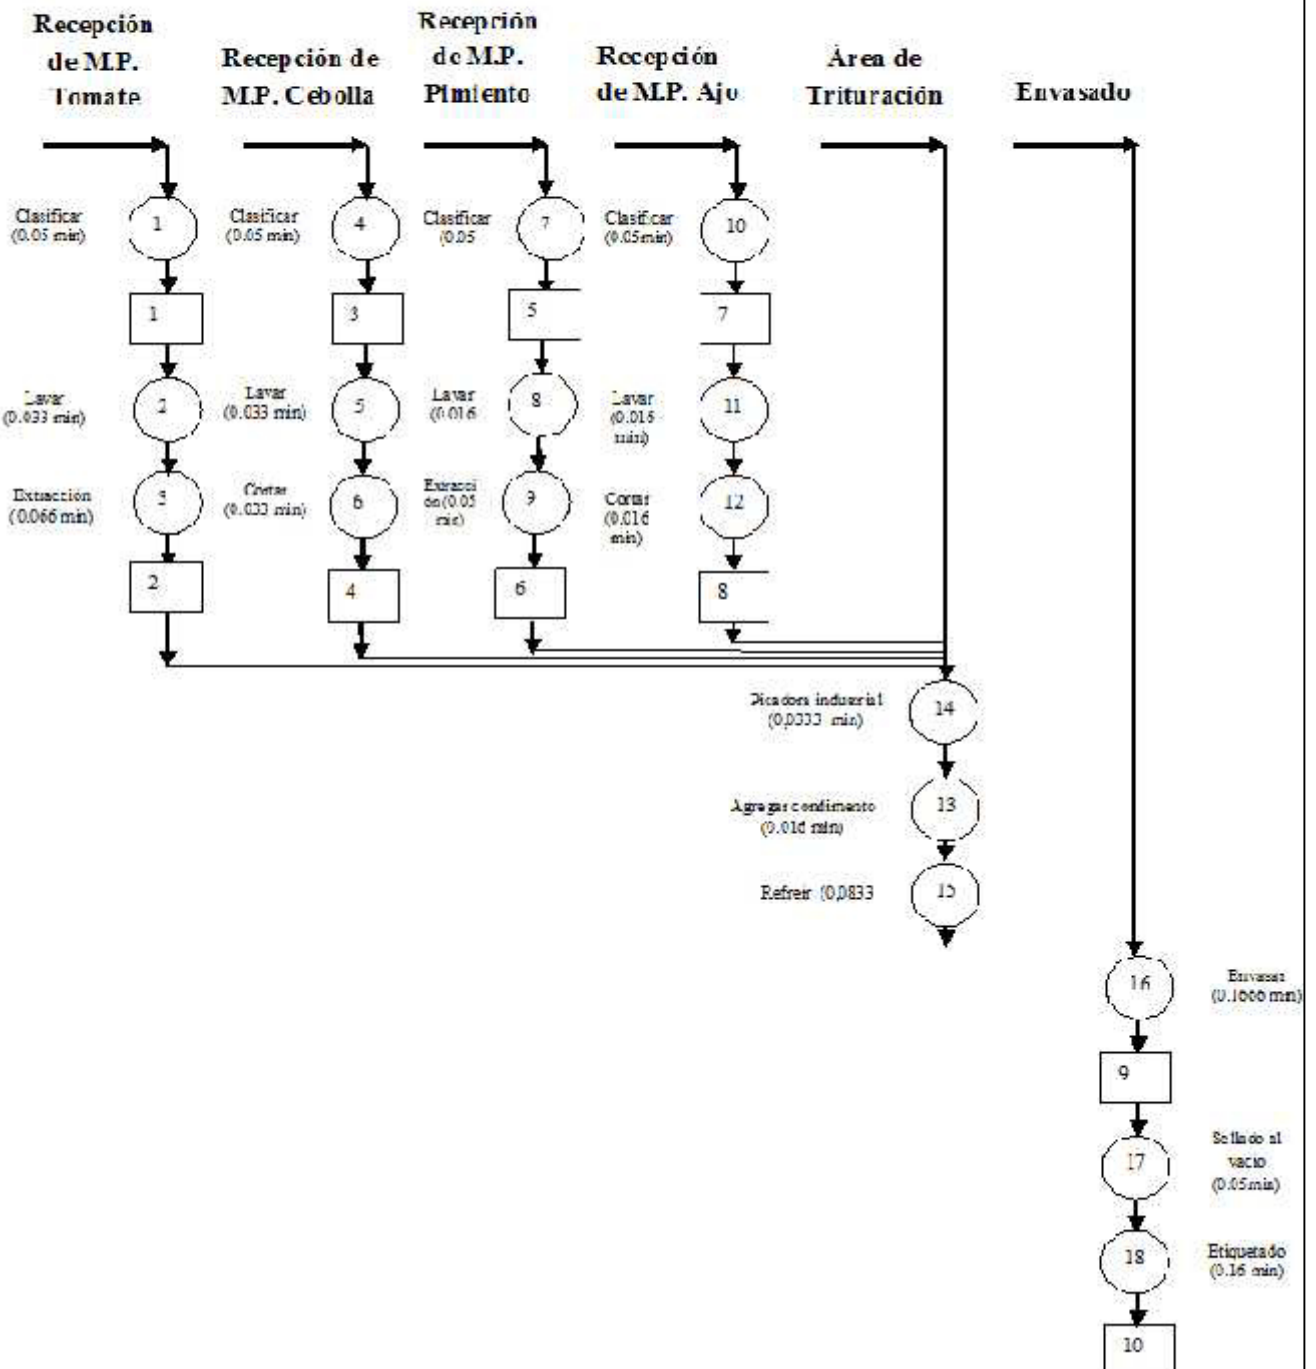 Recepción
de M.P.
Tomate
Recepción de
M.P. Cebolla
Recepción
de M.P.
Pimiento
Recepción
de M.P. Ajo
Área de
Trituración
Envasado
Clasificar
(0.05 min)
1
Clasificar
(0.05 min)
4
Clasificar
(0.05
7
Clasificar
(0.05min)
10
1
3
5
7
Lavar
(0.033 min)
2
Lavar
(0.033 min)
5
Lavar
(0.016
8
Lavar
(0.016
min)
11
Extracción
(0.066 min)
3
Cortar
(0.033 min)
6
Extracci
ón (0.05
min)
9
Cortar
(0.016
min)
12
2
4
6
8
Picadora industrial
(0,0333 min)
14
Agregar condimento
(0.016 min)
13
Refreír (0,0833
15
16
Envasar
(0.1666 min)
9
17
Sellado al
vacío
(0.05min)
18
Etiquetado
(0.16 min)
10